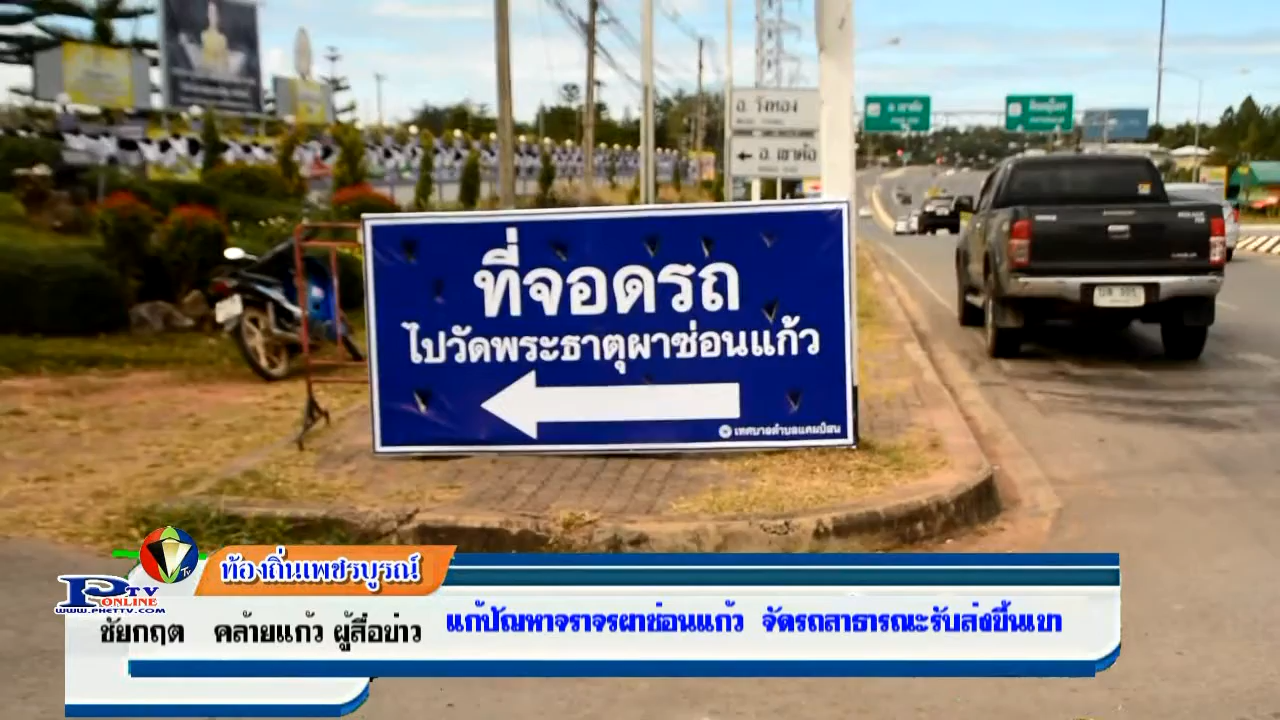 อ. วังทอง
อ. เขาค้อ
ที่จอดรถ
ไปวัดพระธาตุผาซ่อนแก้ว
เทศบาลตำบลแคมป์สน
ท้องถิ่นเพชรบูรณ์
PTV
ONLINE
WWW.PHETTV.COM
ชัยกฤต คล้ายแก้ว ผู้สื่อข่าว
แก้ปัญหาจราจรผาซ่อนแก้ว จัดรถสาธารณะรับส่งขึ้นเขา